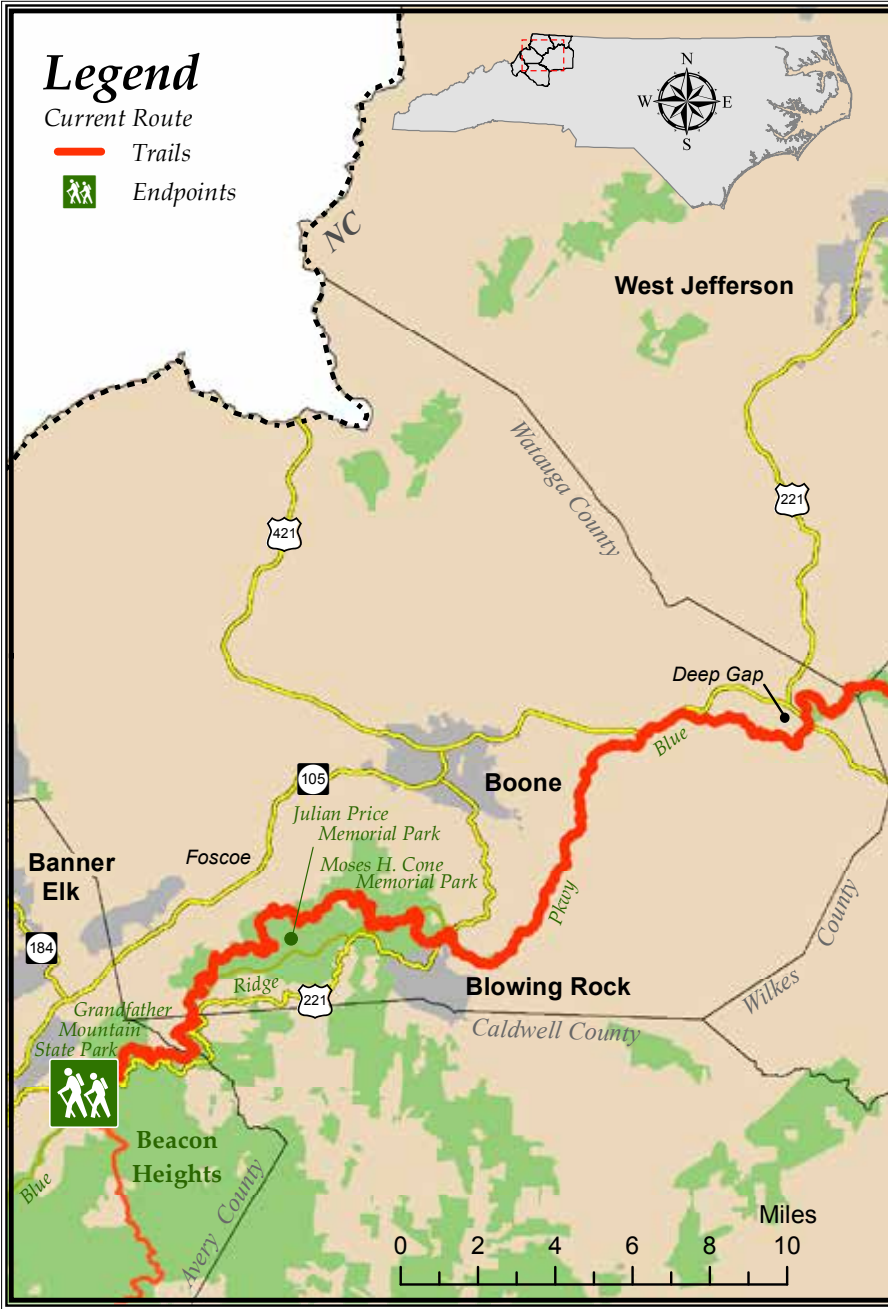 Legend
Current Route
Trails
Endpoints
N
W
E
S
NC
West Jefferson
Watauga County
221
421
Deep Gap
Blue
Boone
105
Julian Price
Memorial Park
Foscoe
Moses H. Cone
Memorial Park
Banner
Elk
Pkwy
County
184
Ridge
Blowing Rock
221
Wilkes
Grandfather
Mountain
State Park
Caldwell County
Beacon
Heights
Blue
Avery County
Miles
0 2 4 6 8 10